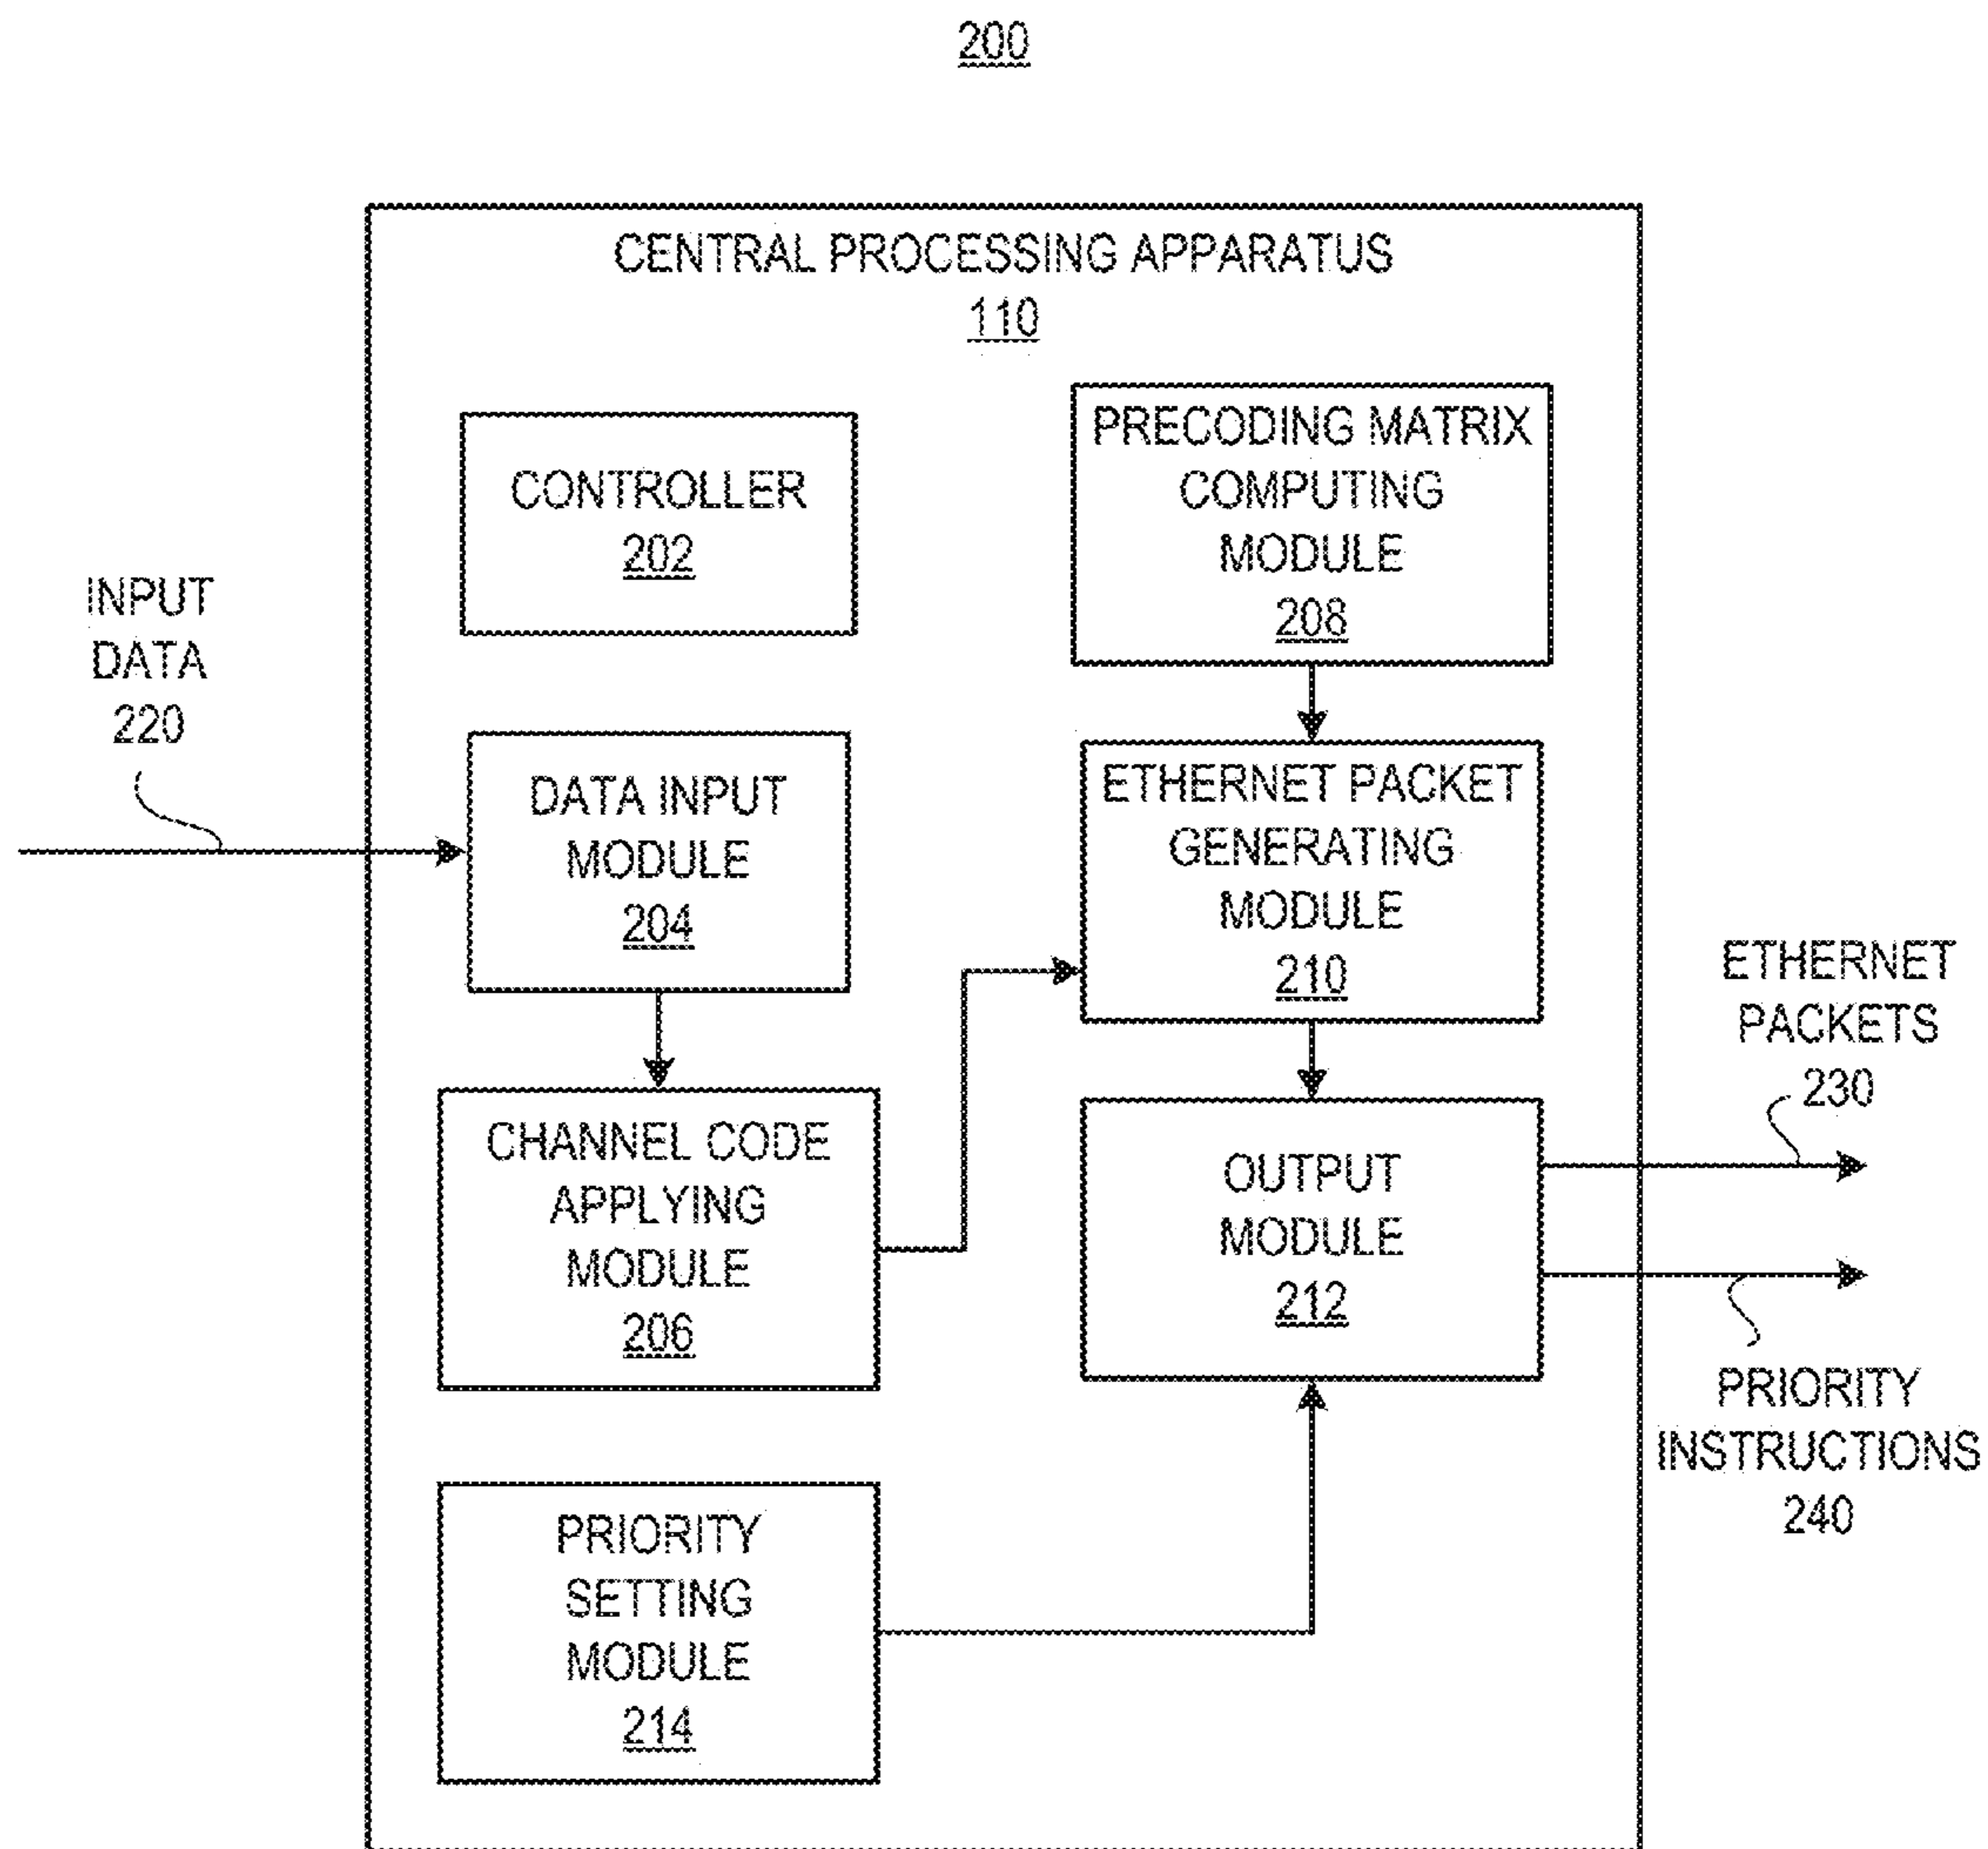 200
CENTRAL PROCESSING APPARATUS
110
CONTROLLER
202
PRECODING MATRIX
COMPUTING
MODULE
208
INPUT
DATA
220
DATA INPUT
MODULE
204
ETHERNET PACKET
GENERATING
MODULE
210
ETHERNET
PACKETS
230
CHANNEL CODE
APPLYING
MODULE
206
OUTPUT
MODULE
212
PRIORITY
INSTRUCTIONS
240
PRIORITY
SETTING
MODULE
214